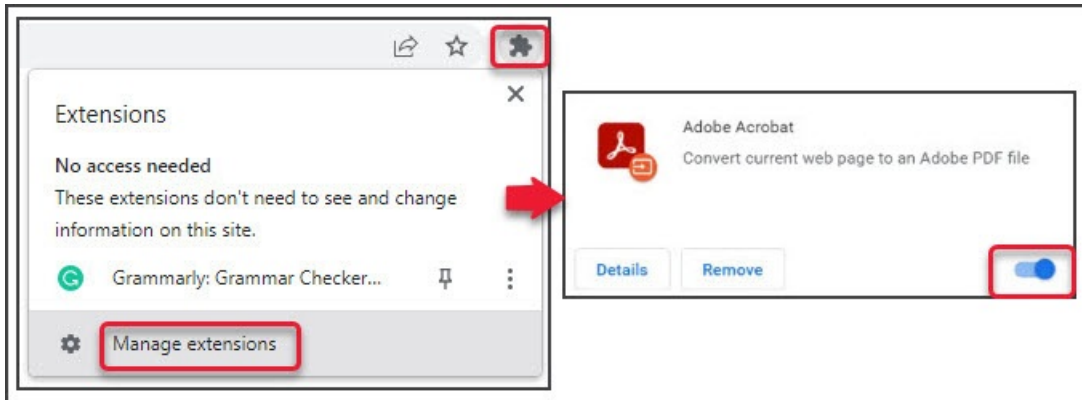 Extensions
No access needed
These extensions don't need to see and change
information on this site.
Grammarly: Grammar Checker...
Manage extensions
Adobe Acrobat
Convert current web page to an Adobe PDF file
Details
Remove